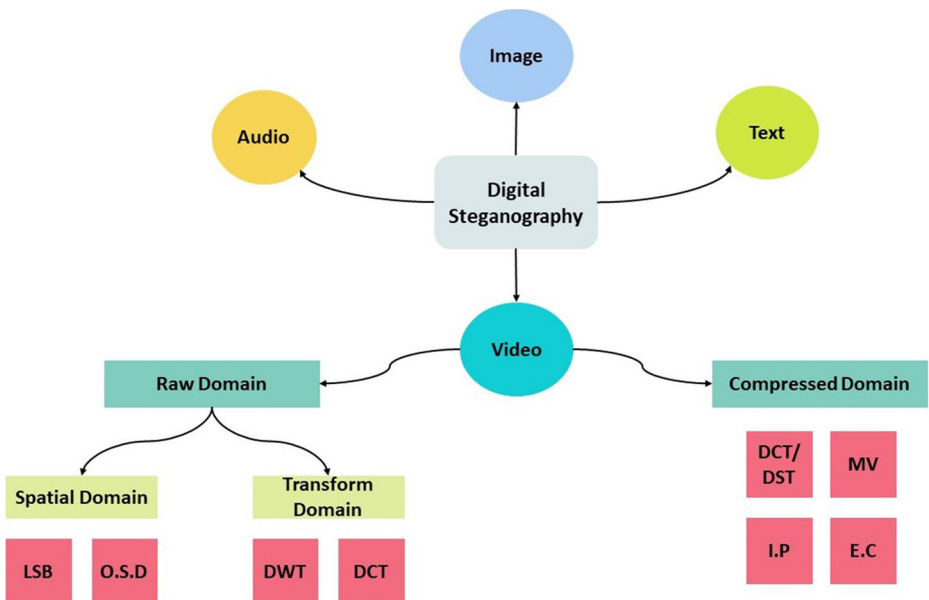 Image
Audio
Text
Digital
Steganography
Video
Raw Domain
Compressed Domain
Spatial Domain
Transform
Domain
DCT/
DST
MV
I.P
E.C
LSB
O.S.D
DWT
DCT